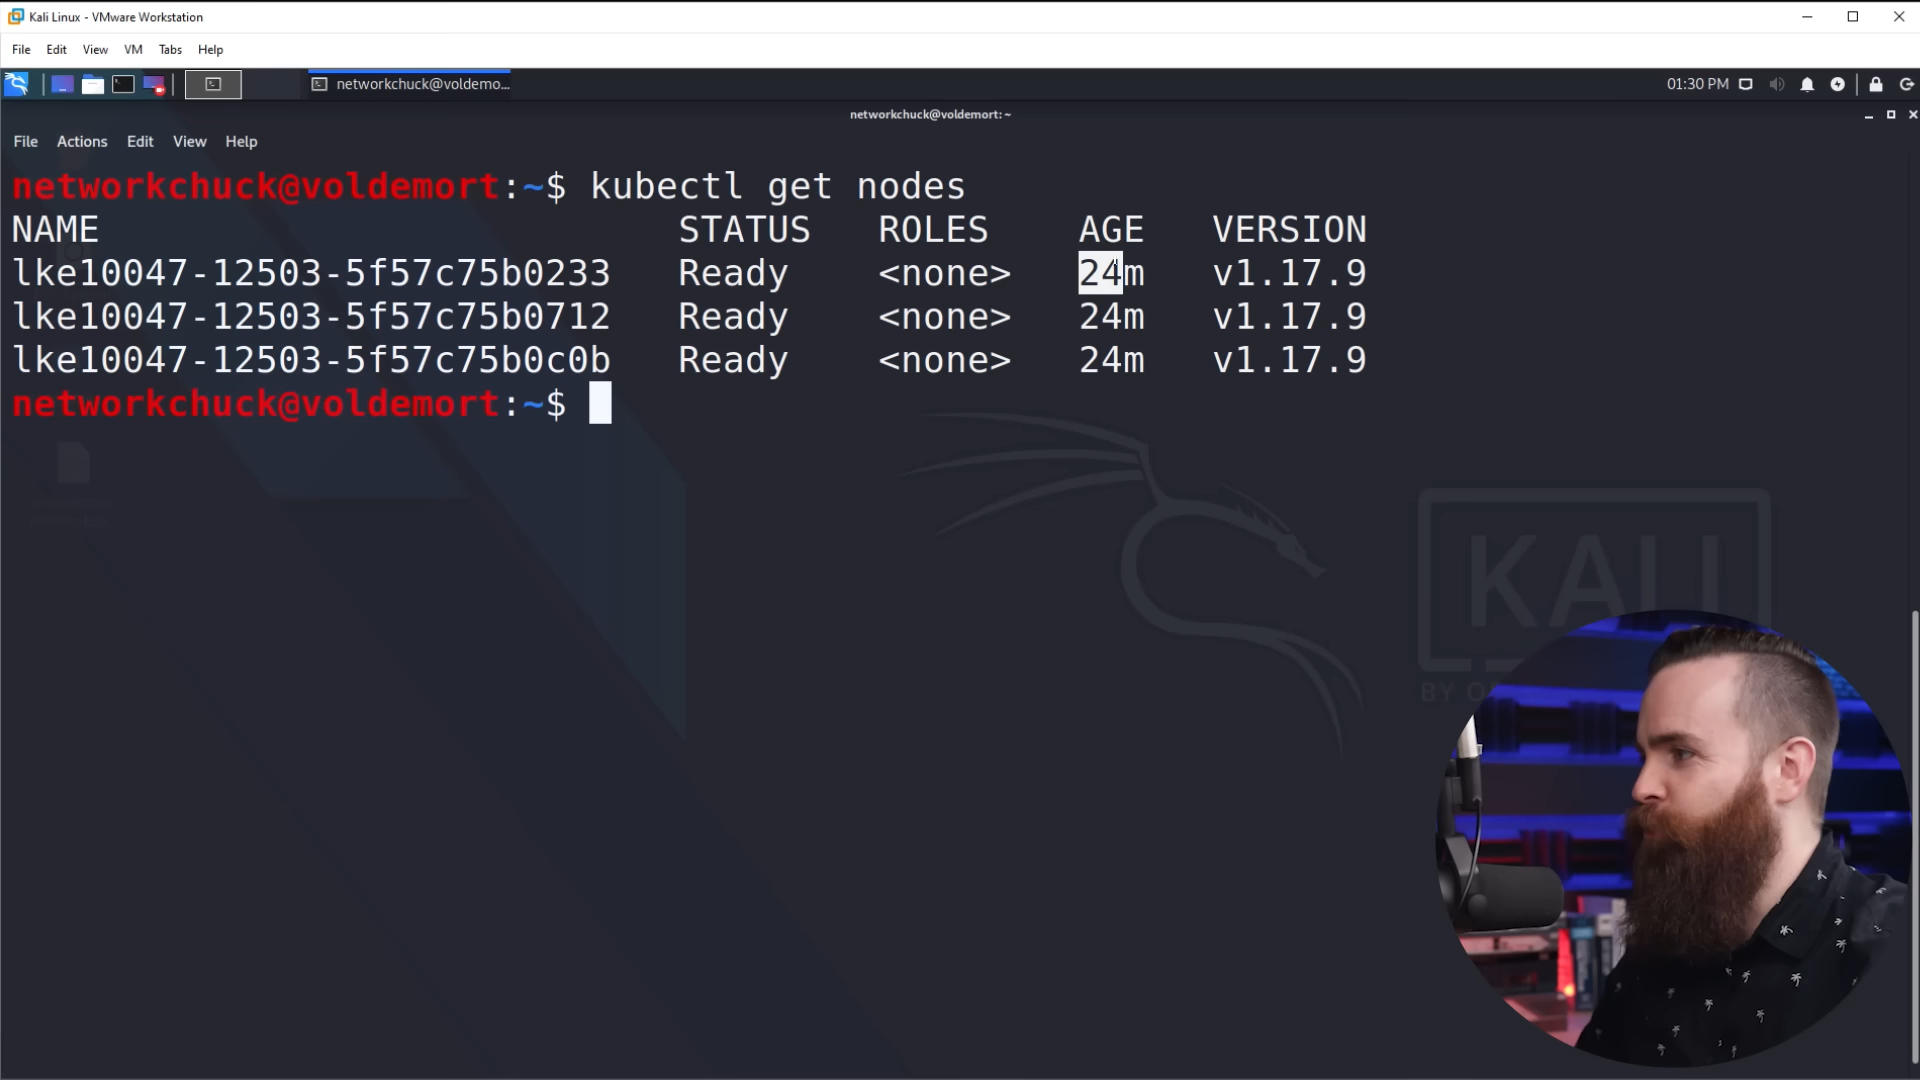 Kali Linux - VMware Workstation
File Edit View VM Tabs Help
networkchuck@voldemo... 01:30 PM
networkchuck@voldemort: ~
File Actions Edit View Help
networkchuck@voldemort:~$ kubectl get nodes
NAME STATUS ROLES AGE VERSION
lke10047-12503-5f57c75b0233 Ready <none> 24m v1.17.9
lke10047-12503-5f57c75b0712 Ready <none> 24m v1.17.9
lke10047-12503-5f57c75b0c0b Ready <none> 24m v1.17.9
networkchuck@voldemort:~$
KALI
BY